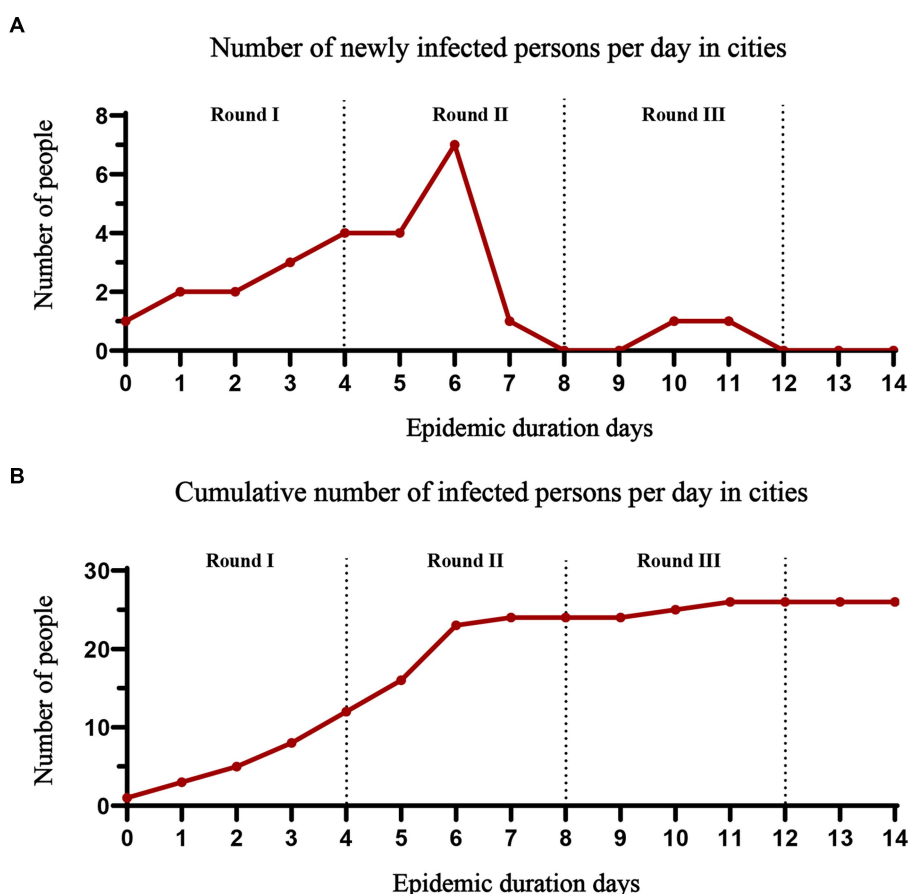 A
Number of newly infected persons per day in cities
Round I Round II Round III
Number of people
8
6
4
2
0
0 1 2 3 4 5 6 7 8 9 10 11 12 13 14
Epidemic duration days
B
Cumulative number of infected persons per day in cities
Round I Round II Round III
Number of people
30
20
10
0
0 1 2 3 4 5 6 7 8 9 10 11 12 13 14
Epidemic duration days